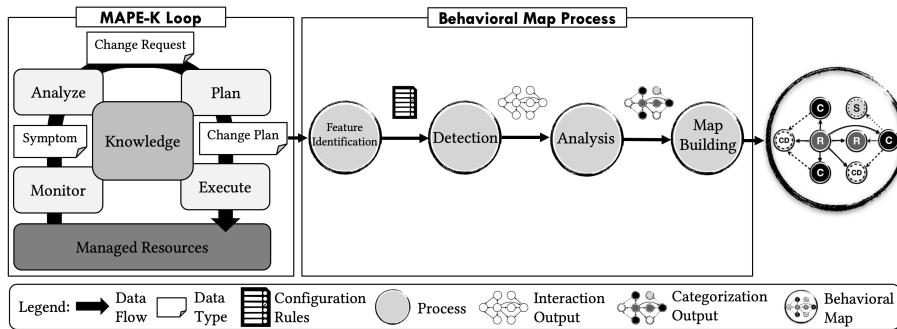 MAPE-K Loop
Behavioral Map Process
Change Request
Analyze
Plan
Symptom
Knowledge
Change Plan
Monitor
Execute
Managed Resources
Feature
Identification
Detection
Analysis
Map
Building
C
S
CD
R
R
C
C
CD
Legend:
Data
Flow
Data
Type
Configuration
Rules
Process
Interaction
Output
Categorization
Output
Behavioral
Map